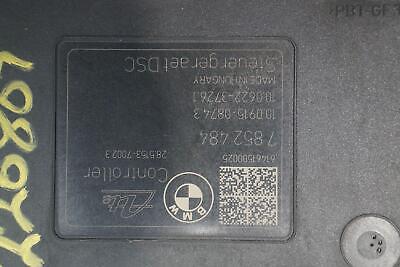 BMW
Ate
Controller
28.5153-7002.3
61461580025
7 852 484
10.0915-0874.3
10.0622-3726.1
MADE IN HUNGARY
Steuergeraet DSC